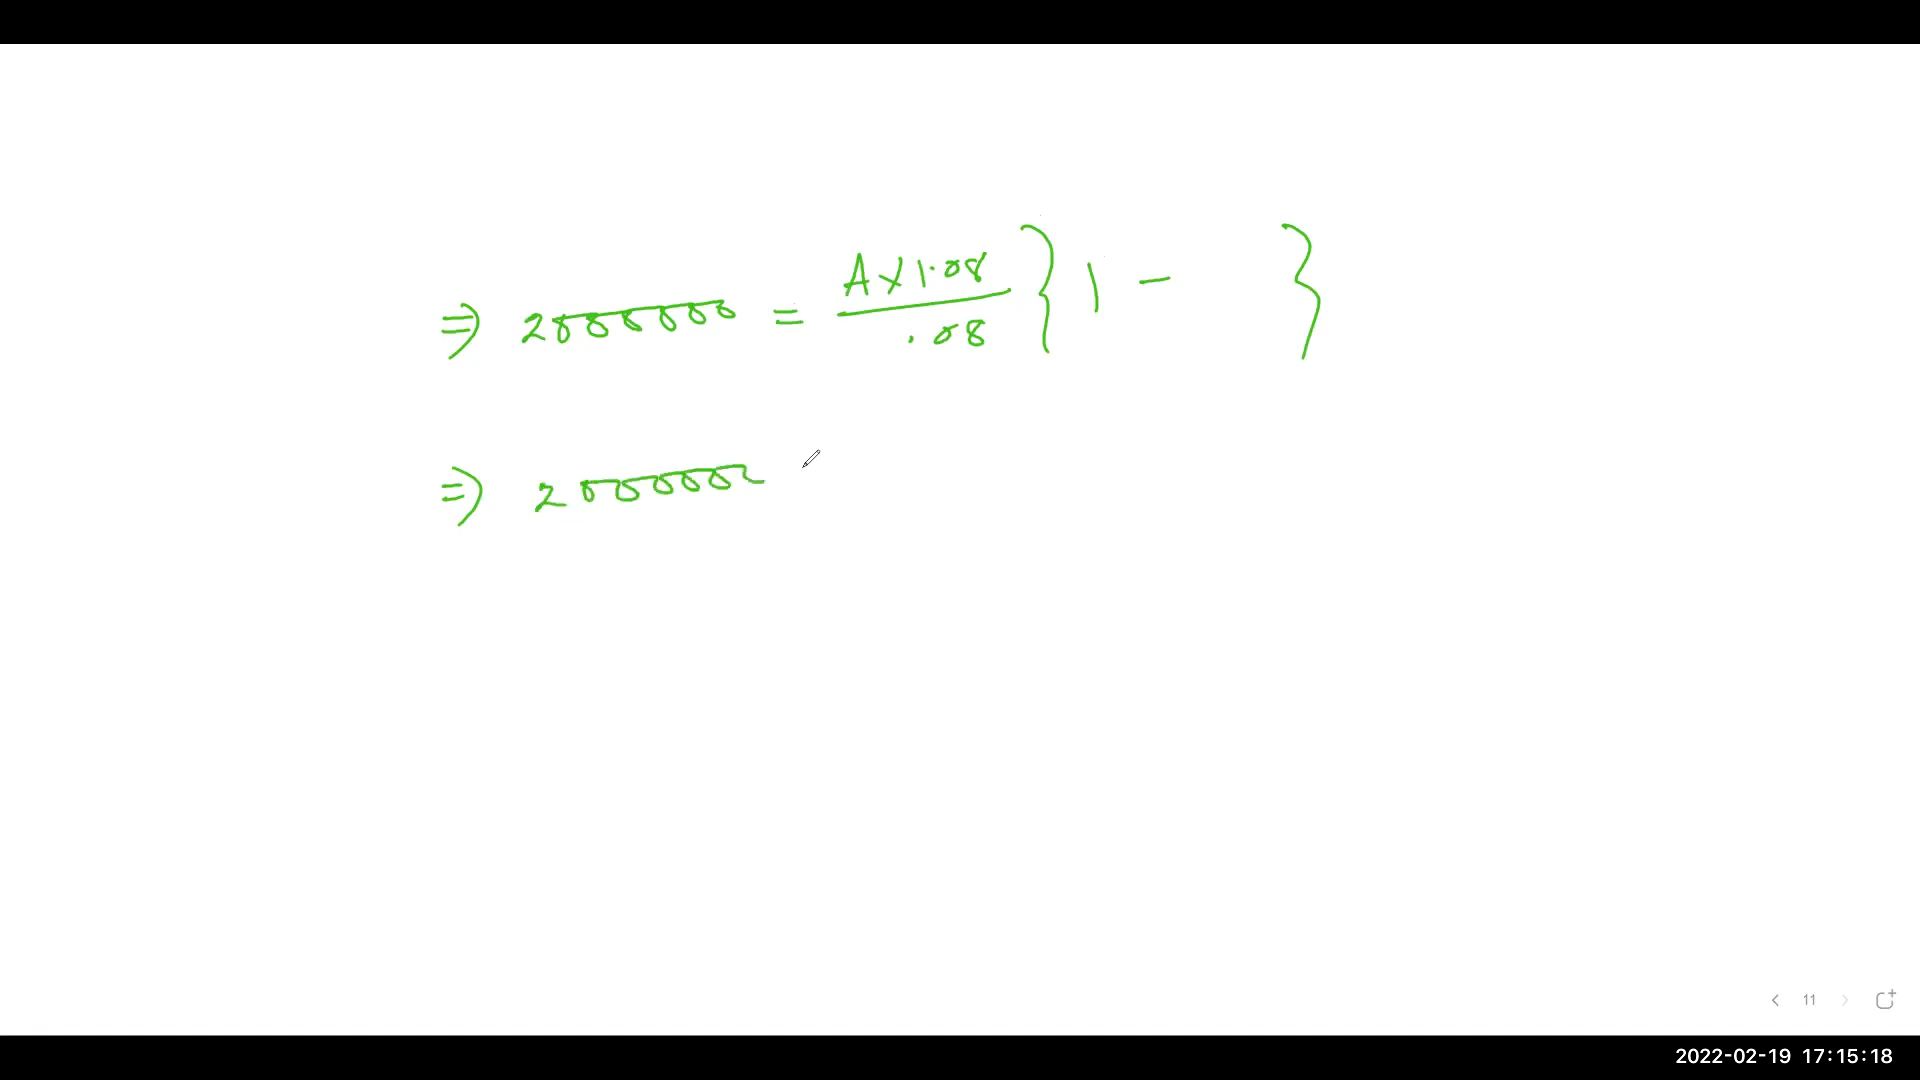 ⇒ 2000000 = A×1.08 / .08 } 1 − }
⇒ 2000000
11
2022-02-19 17:15:18